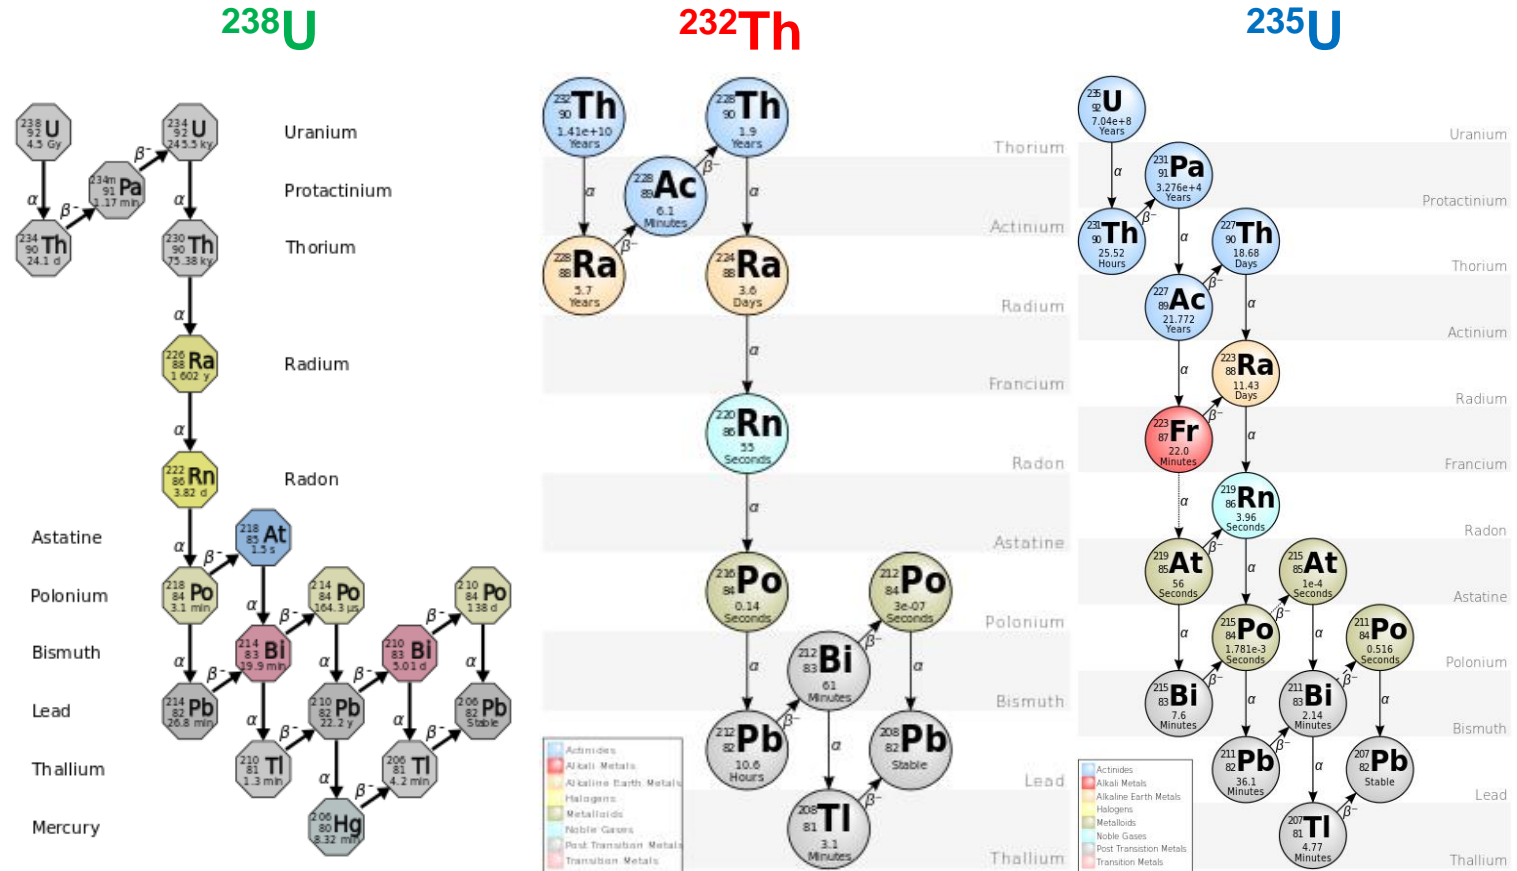 238U
232Th
235U
238
92 U
4.5 Gy
234
92 U
245.5 ky
Uranium
β-
234m
91 Pa
1.17 min
Protactinium
α
β-
α
234
90 Th
24.1 d
230
90 Th
75.38 ky
Thorium
α
226
88 Ra
1 602 y
Radium
α
222
86 Rn
3.82 d
Radon
Astatine
218
85 At
1.5 s
α
β-
Polonium
218
84 Po
3.1 min
214
84 Po
164.3 µs
210
84 Po
138 d
α
β-
β-
Bismuth
214
83 Bi
19.9 min
210
83 Bi
5.01 d
α
β-
α
β-
α
Lead
214
82 Pb
26.8 min
210
82 Pb
22.2 y
206
82 Pb
Stable
α
β-
α
β-
Thallium
210
81 Tl
1.3 min
206
81 Tl
4.2 min
α
β-
Mercury
206
80 Hg
8.32 min
232
90 Th
1.41e+10
Years
228
90 Th
1.9
Years
Thorium
α
β-
α
228
89 Ac
6.1
Minutes
Actinium
β-
228
88 Ra
5.7
Years
224
88 Ra
3.6
Days
Radium
α
Francium
220
86 Rn
55
Seconds
Radon
α
Astatine
216
84 Po
0.14
Seconds
212
84 Po
3e-07
Seconds
Polonium
α
β-
α
212
83 Bi
61
Minutes
Bismuth
β-
212
82 Pb
10.6
Hours
α
208
82 Pb
Stable
Lead
β-
208
81 Tl
3.1
Minutes
Thallium
Actinides
Alkali Metals
Alkaline Earth Metals
Halogens
Metalloids
Noble Gases
Post Transition Metals
Transition Metals
235
92 U
7.04e+8
Years
Uranium
α
231
91 Pa
3.276e+4
Years
Protactinium
β-
231
90 Th
25.52
Hours
α
227
90 Th
18.68
Days
Thorium
β-
227
89 Ac
21.772
Years
α
Actinium
α
223
88 Ra
11.43
Days
Radium
β-
223
87 Fr
22.0
Minutes
α
Francium
α
219
86 Rn
3.96
Seconds
Radon
β-
219
85 At
56
Seconds
α
215
85 At
1e-4
Seconds
Astatine
β-
α
215
84 Po
1.781e-3
Seconds
α
211
84 Po
0.516
Seconds
Polonium
β-
β-
215
83 Bi
7.6
Minutes
α
211
83 Bi
2.14
Minutes
α
Bismuth
β-
211
82 Pb
36.1
Minutes
α
207
82 Pb
Stable
Lead
β-
207
81 Tl
4.77
Minutes
Thallium
Actinides
Alkali Metals
Alkaline Earth Metals
Halogens
Metalloids
Noble Gases
Post Transistion Metals
Transition Metals